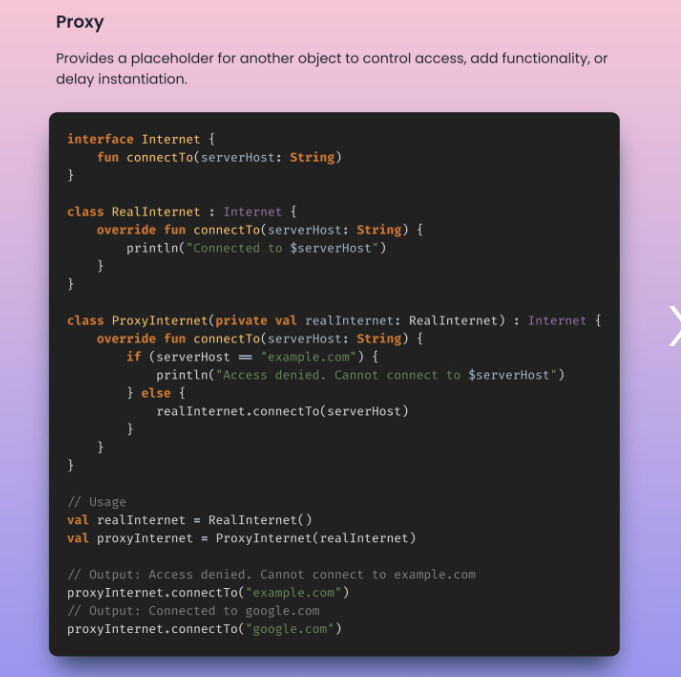 Proxy
Provides a placeholder for another object to control access, add functionality, or
delay instantiation.
interface Internet {
    fun connectTo(serverHost: String)
}
class RealInternet : Internet {
    override fun connectTo(serverHost: String) {
        println("Connected to $serverHost")
    }
}
class ProxyInternet(private val realInternet: RealInternet) : Internet {
    override fun connectTo(serverHost: String) {
        if (serverHost == "example.com") {
            println("Access denied. Cannot connect to $serverHost")
        } else {
            realInternet.connectTo(serverHost)
        }
    }
}
// Usage
val realInternet = RealInternet()
val proxyInternet = ProxyInternet(realInternet)
// Output: Access denied. Cannot connect to example.com
proxyInternet.connectTo("example.com")
// Output: Connected to google.com
proxyInternet.connectTo("google.com")